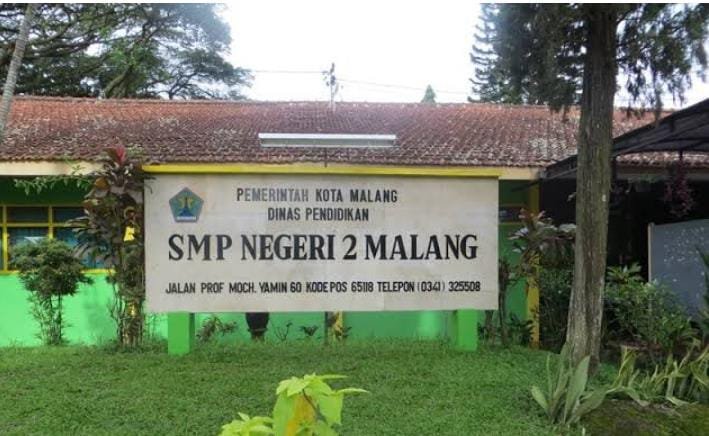 PEMERINTAH KOTA MALANG
DINAS PENDIDIKAN
SMP NEGERI 2 MALANG
JALAN PROF MOCH. YAMIN 60 KODE POS 65118 TELEPON (0341) 325508